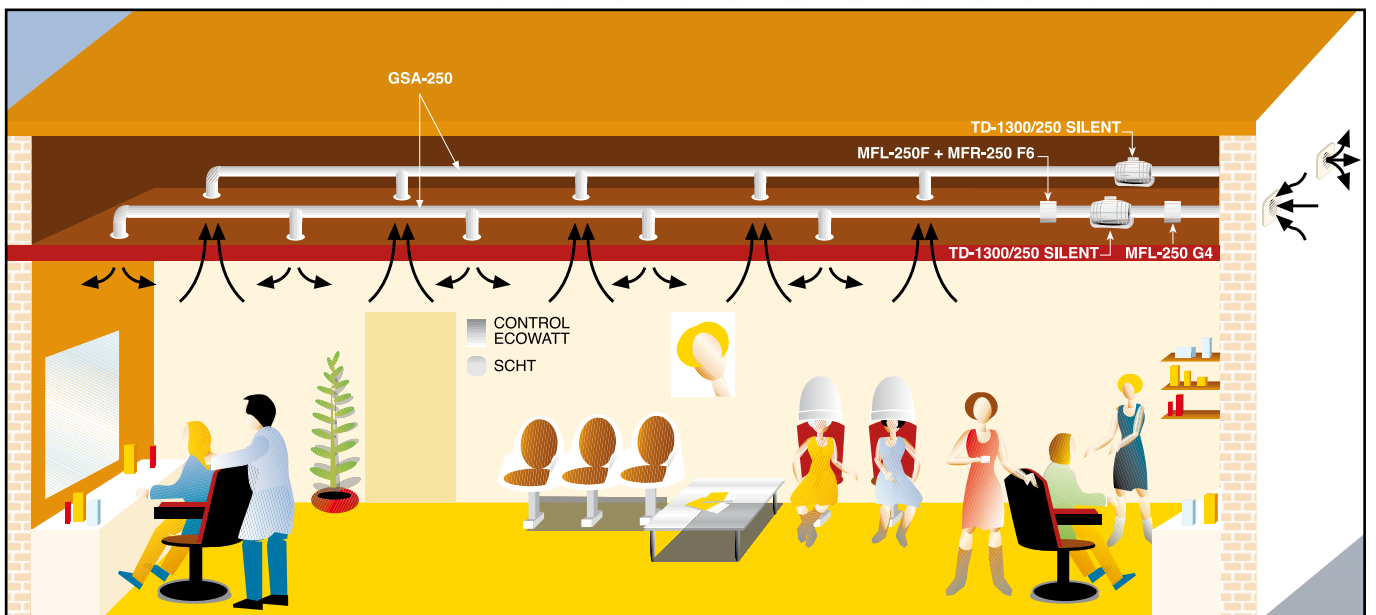 GSA-250
TD-1300/250 SILENT
MFL-250F + MFR-250 F6
TD-1300/250 SILENT
MFL-250 G4
CONTROL
ECOWATT
SCHT